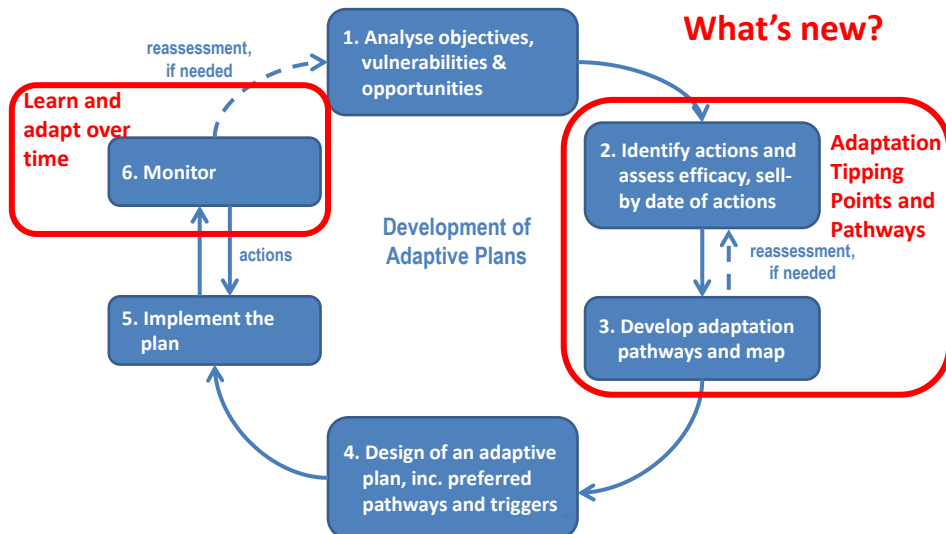 What's new?
1. Analyse objectives,
vulnerabilities &
opportunities
reassessment,
if needed
Learn and
adapt over
time
6. Monitor
2. Identify actions and
assess efficacy, sell-
by date of actions
Adaptation
Tipping
Points and
Pathways
Development of
Adaptive Plans
reassessment,
if needed
actions
5. Implement the
plan
3. Develop adaptation
pathways and map
4. Design of an adaptive
plan, inc. preferred
pathways and triggers